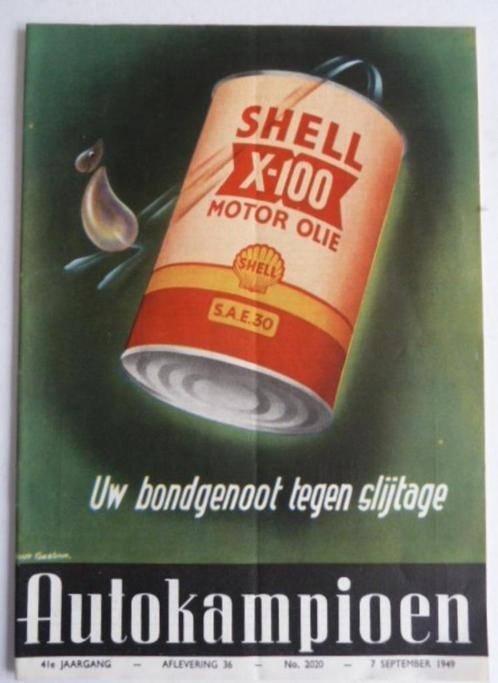 SHELL
X-100
MOTOR OLIE
SHELL
S.A.E.30
Uw bondgenoot tegen slijtage
Autokampioen
41e JAARGANG — AFLEVERING 36 — No. 2020 — 7 SEPTEMBER 1949